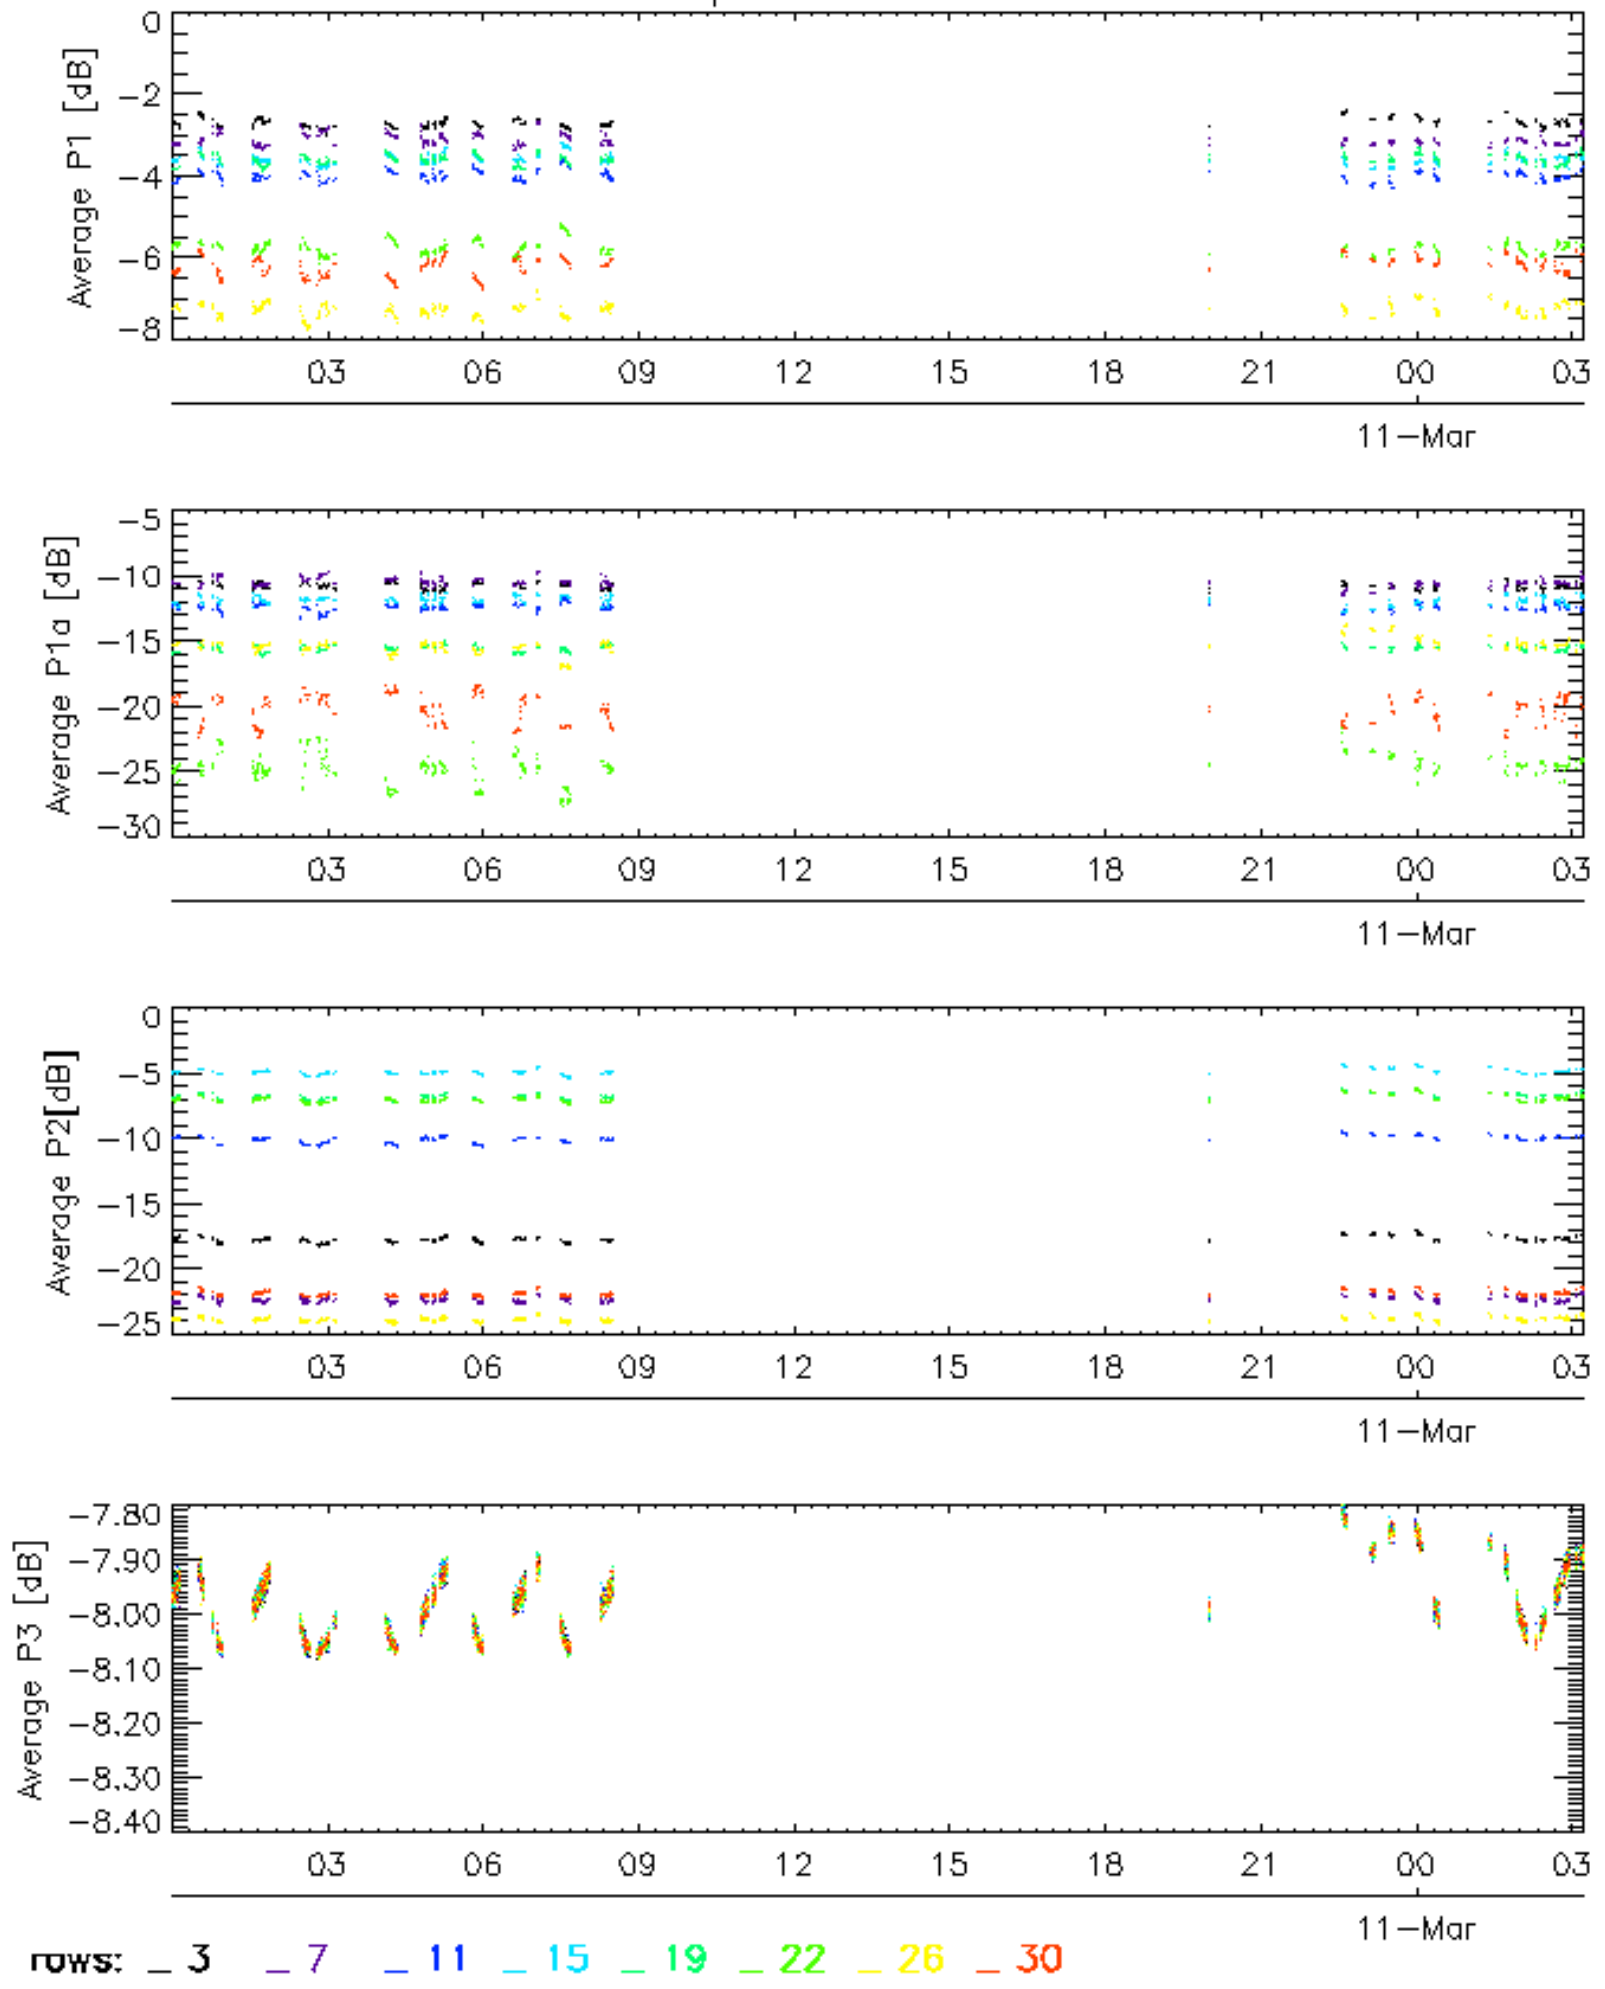 0
−2
−4
−6
−8
Average P1 [dB]
03 06 09 12 15 18 21 00 03
11−Mar
−5
−10
−15
−20
−25
−30
Average P1a [dB]
03 06 09 12 15 18 21 00 03
11−Mar
0
−5
−10
−15
−20
−25
Average P2[dB]
03 06 09 12 15 18 21 00 03
11−Mar
−7.80
−7.90
−8.00
−8.10
−8.20
−8.30
−8.40
Average P3 [dB]
03 06 09 12 15 18 21 00 03
11−Mar
rows: _ 3 _ 7 _ 11 _ 15 _ 19 _ 22 _ 26 _ 30